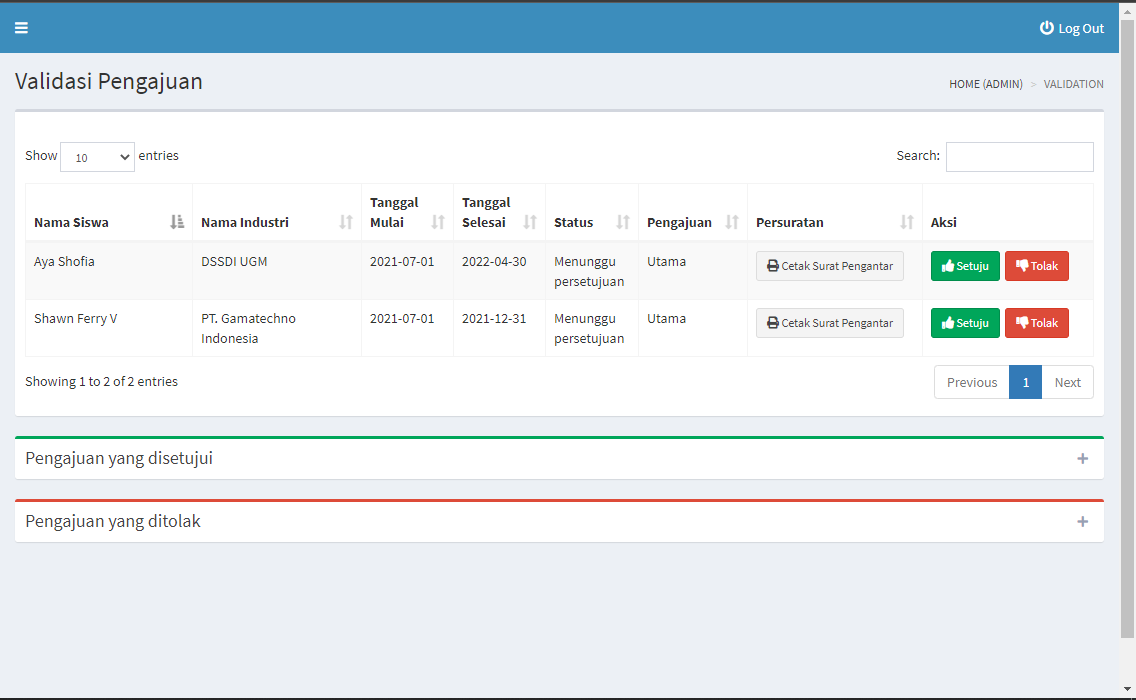 Log Out
Validasi Pengajuan
HOME (ADMIN) > VALIDATION
Show 10 entries
Search:
Nama Siswa Nama Industri Tanggal Mulai Tanggal Selesai Status Pengajuan Persuratan Aksi
Aya Shofia DSSDI UGM 2021-07-01 2022-04-30 Menunggu persetujuan Utama Cetak Surat Pengantar Setuju Tolak
Shawn Ferry V PT. Gamatechno Indonesia 2021-07-01 2021-12-31 Menunggu persetujuan Utama Cetak Surat Pengantar Setuju Tolak
Showing 1 to 2 of 2 entries
Previous 1 Next
Pengajuan yang disetujui
Pengajuan yang ditolak